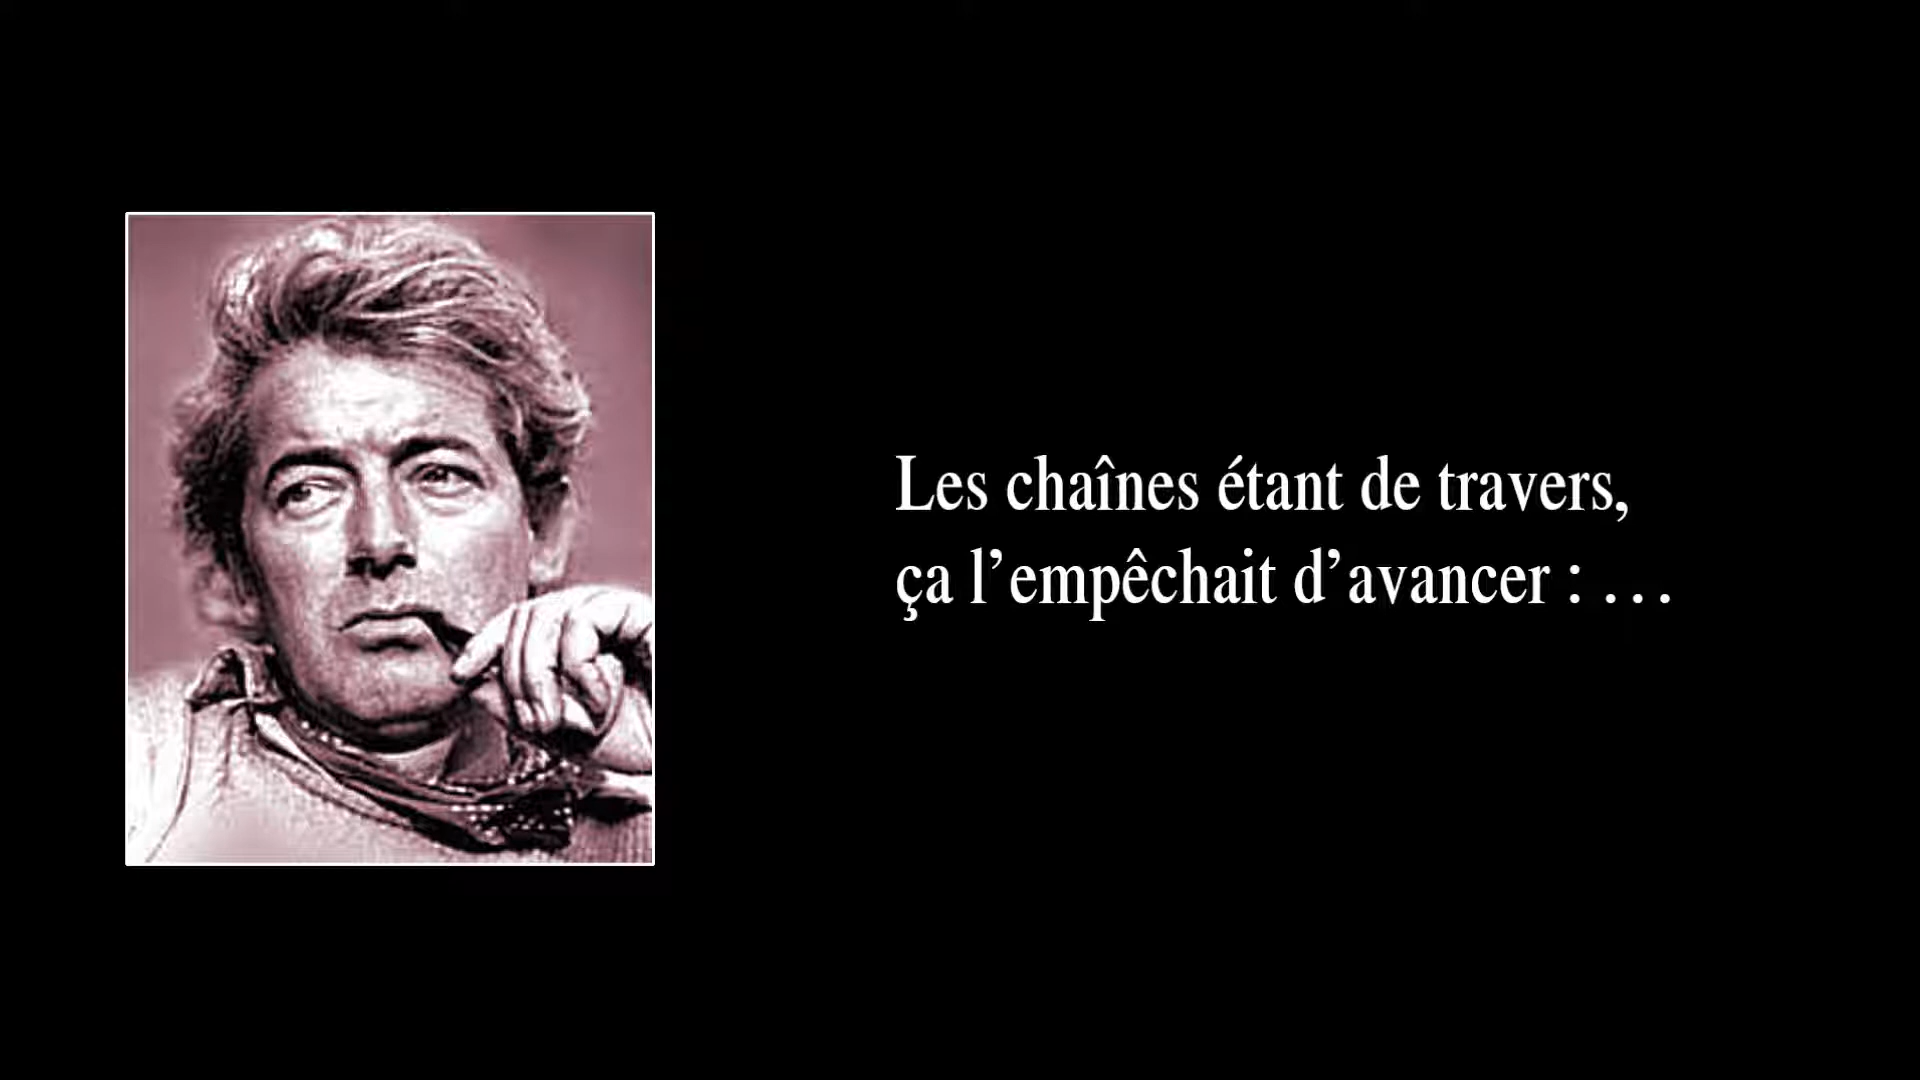 Les chaînes étant de travers,
ça l’empêchait d’avancer : …